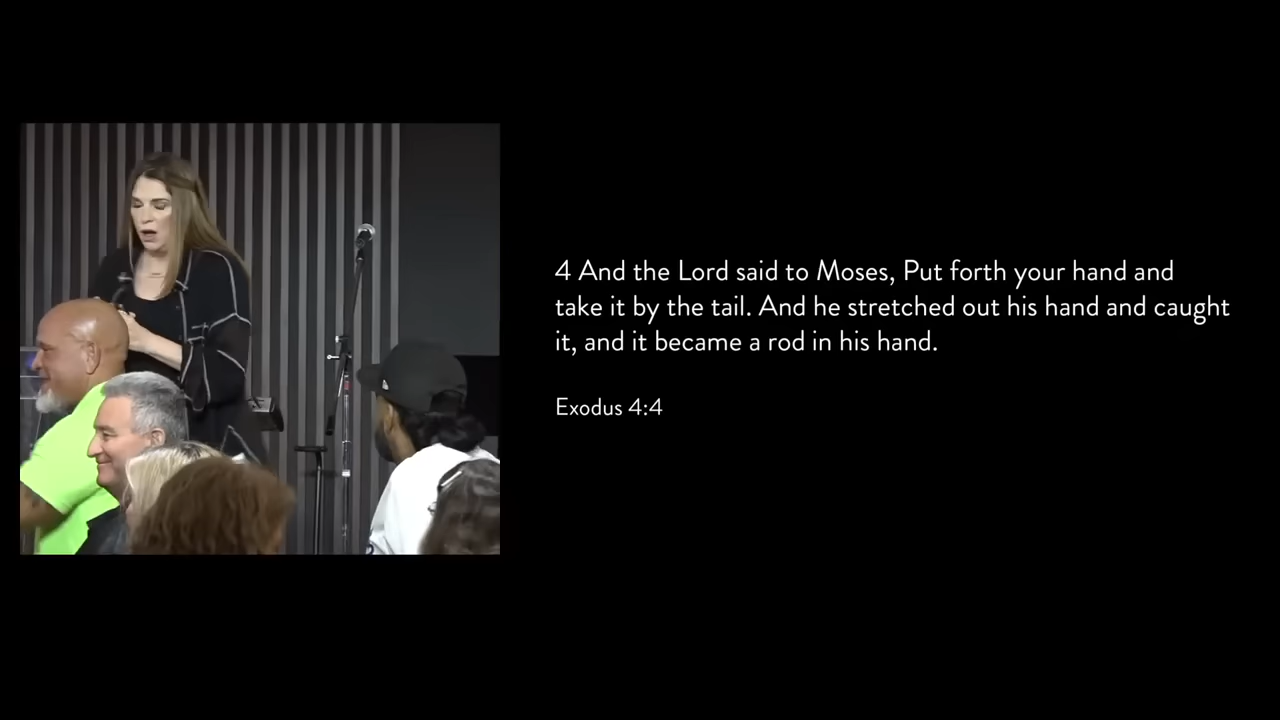 4 And the Lord said to Moses, Put forth your hand and
take it by the tail. And he stretched out his hand and caught
it, and it became a rod in his hand.
Exodus 4:4